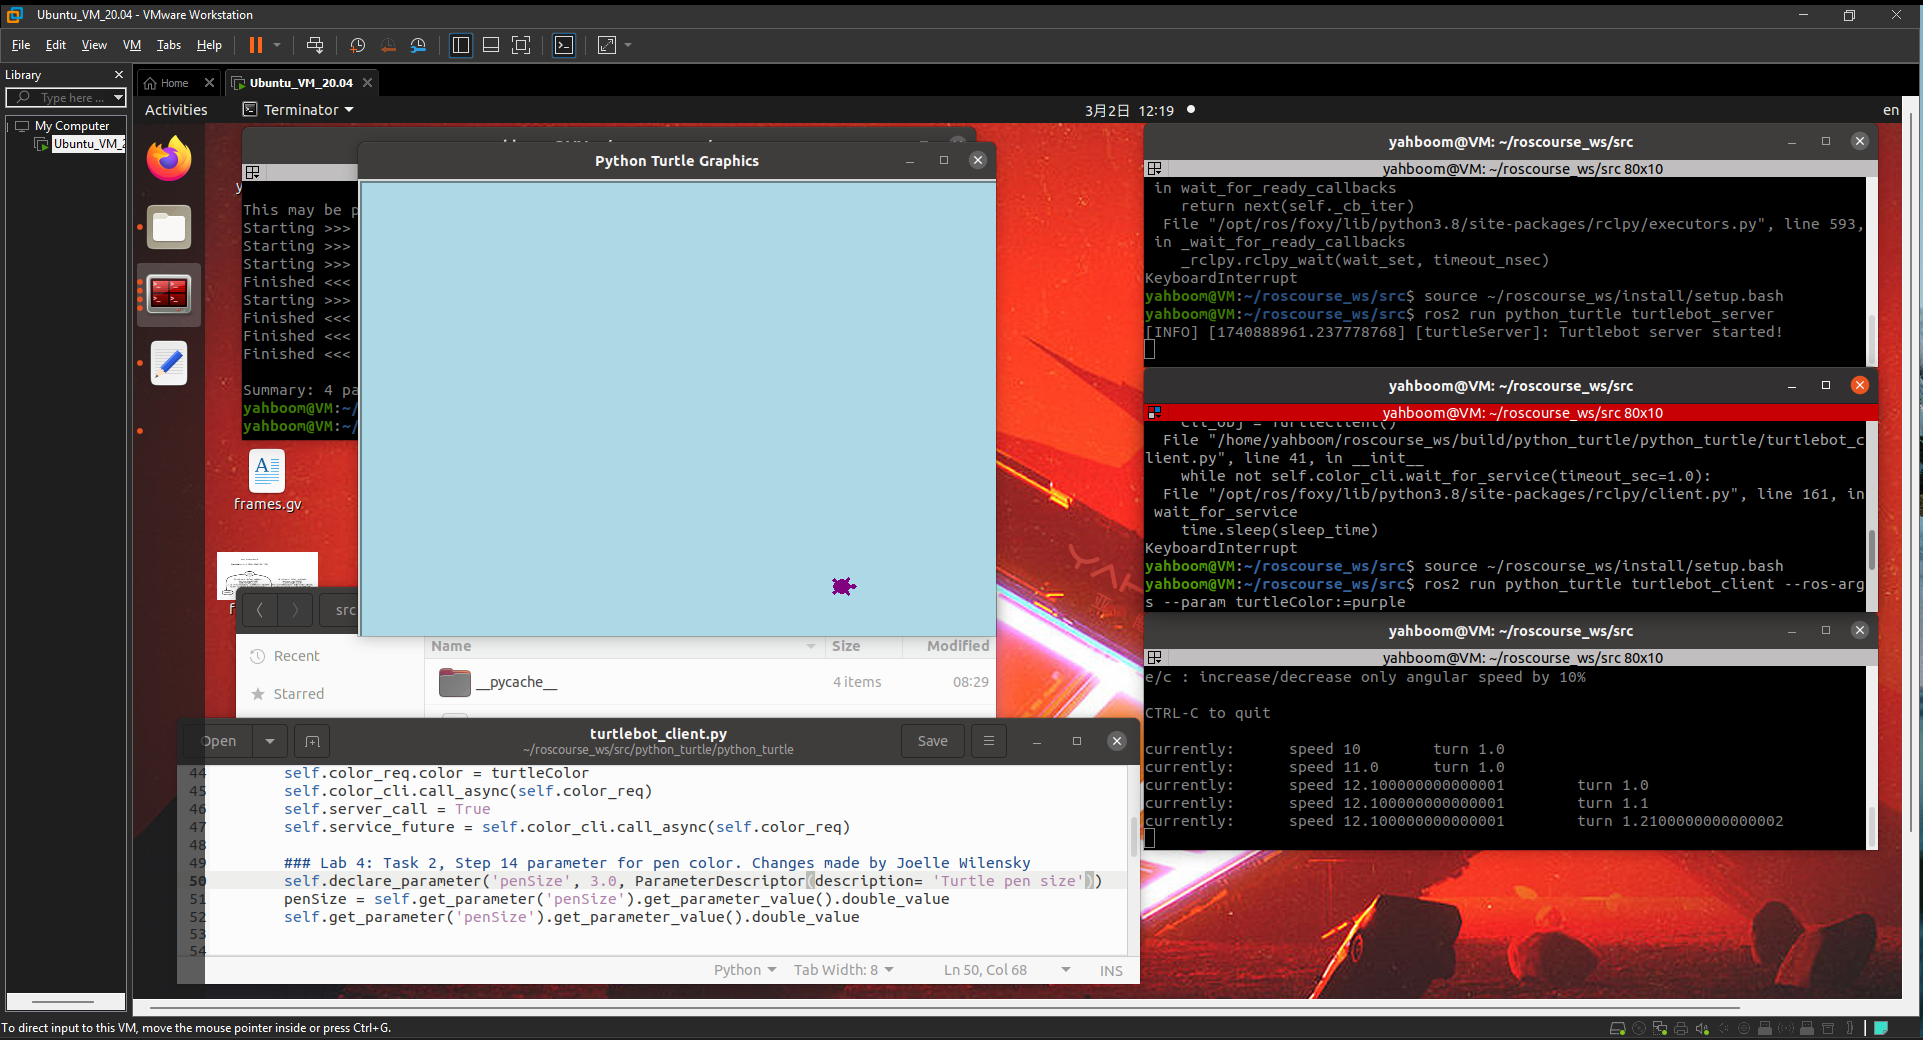 Ubuntu_VM_20.04 - VMware Workstation
File Edit View VM Tabs Help
Library
Type here ...
My Computer
Ubuntu_VM_2
Home
Ubuntu_VM_20.04
Activities
Terminator
3月2日 12:19
en
This may be p
Starting >>>
Starting >>>
Starting >>>
Finished <<<
Starting >>>
Finished <<<
Finished <<<
Finished <<<
Summary: 4 pa
yahboom@VM:~/
yahboom@VM:~/
Python Turtle Graphics
frames.gv
src
Recent
Starred
Name Size Modified
__pycache__ 4 items 08:29
Open
turtlebot_client.py
~/roscourse_ws/src/python_turtle/python_turtle
Save
44 self.color_req.color = turtleColor
45 self.color_cli.call_async(self.color_req)
46 self.server_call = True
47 self.service_future = self.color_cli.call_async(self.color_req)
48
49 ### Lab 4: Task 2, Step 14 parameter for pen color. Changes made by Joelle Wilensky
50 self.declare_parameter('penSize', 3.0, ParameterDescriptor(description= 'Turtle pen size'))
51 penSize = self.get_parameter('penSize').get_parameter_value().double_value
52 self.get_parameter('penSize').get_parameter_value().double_value
53
54
Python Tab Width: 8 Ln 50, Col 68 INS
yahboom@VM: ~/roscourse_ws/src
yahboom@VM: ~/roscourse_ws/src 80x10
in wait_for_ready_callbacks
return next(self._cb_iter)
File "/opt/ros/foxy/lib/python3.8/site-packages/rclpy/executors.py", line 593,
in _wait_for_ready_callbacks
_rclpy.rclpy_wait(wait_set, timeout_nsec)
KeyboardInterrupt
yahboom@VM:~/roscourse_ws/src$ source ~/roscourse_ws/install/setup.bash
yahboom@VM:~/roscourse_ws/src$ ros2 run python_turtle turtlebot_server
[INFO] [1740888961.237778768] [turtleServer]: Turtlebot server started!
yahboom@VM: ~/roscourse_ws/src
yahboom@VM: ~/roscourse_ws/src 80x10
cli_obj = TurtleClient()
File "/home/yahboom/roscourse_ws/build/python_turtle/python_turtle/turtlebot_c
lient.py", line 41, in __init__
while not self.color_cli.wait_for_service(timeout_sec=1.0):
File "/opt/ros/foxy/lib/python3.8/site-packages/rclpy/client.py", line 161, in
wait_for_service
time.sleep(sleep_time)
KeyboardInterrupt
yahboom@VM:~/roscourse_ws/src$ source ~/roscourse_ws/install/setup.bash
yahboom@VM:~/roscourse_ws/src$ ros2 run python_turtle turtlebot_client --ros-arg
s --param turtleColor:=purple
yahboom@VM: ~/roscourse_ws/src
yahboom@VM: ~/roscourse_ws/src 80x10
e/c : increase/decrease only angular speed by 10%
CTRL-C to quit
currently: speed 10 turn 1.0
currently: speed 11.0 turn 1.0
currently: speed 12.100000000000001 turn 1.0
currently: speed 12.100000000000001 turn 1.1
currently: speed 12.100000000000001 turn 1.2100000000000002
To direct input to this VM, move the mouse pointer inside or press Ctrl+G.